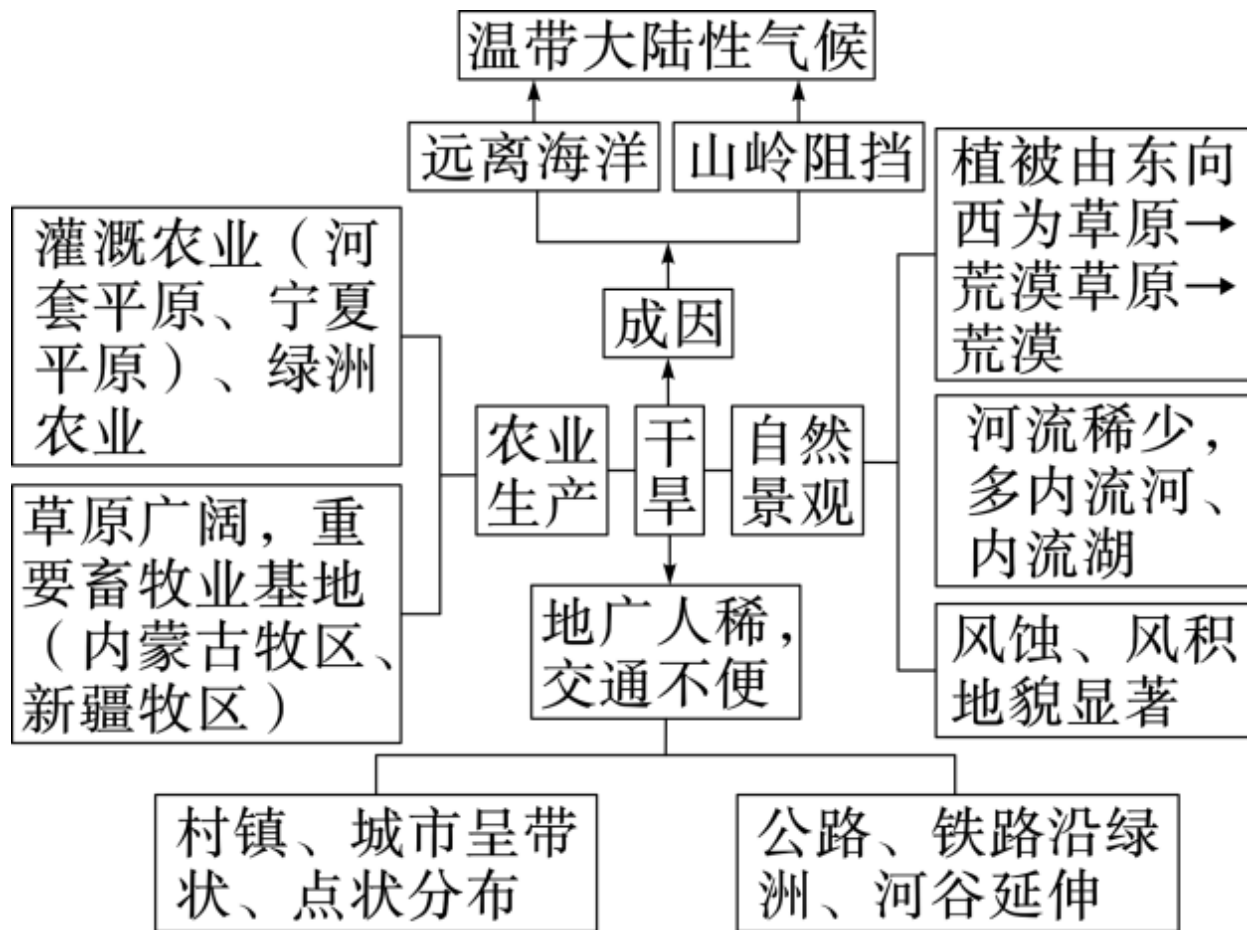 温带大陆性气候
远离海洋
山岭阻挡
成因
干
旱
灌溉农业（河
套平原、宁夏
平原）、绿洲
农业
草原广阔，重
要畜牧业基地
（内蒙古牧区、
新疆牧区）
农业
生产
自然
景观
植被由东向
西为草原→
荒漠草原→
荒漠
河流稀少，
多内流河、
内流湖
风蚀、风积
地貌显著
地广人稀，
交通不便
村镇、城市呈带
状、点状分布
公路、铁路沿绿
洲、河谷延伸